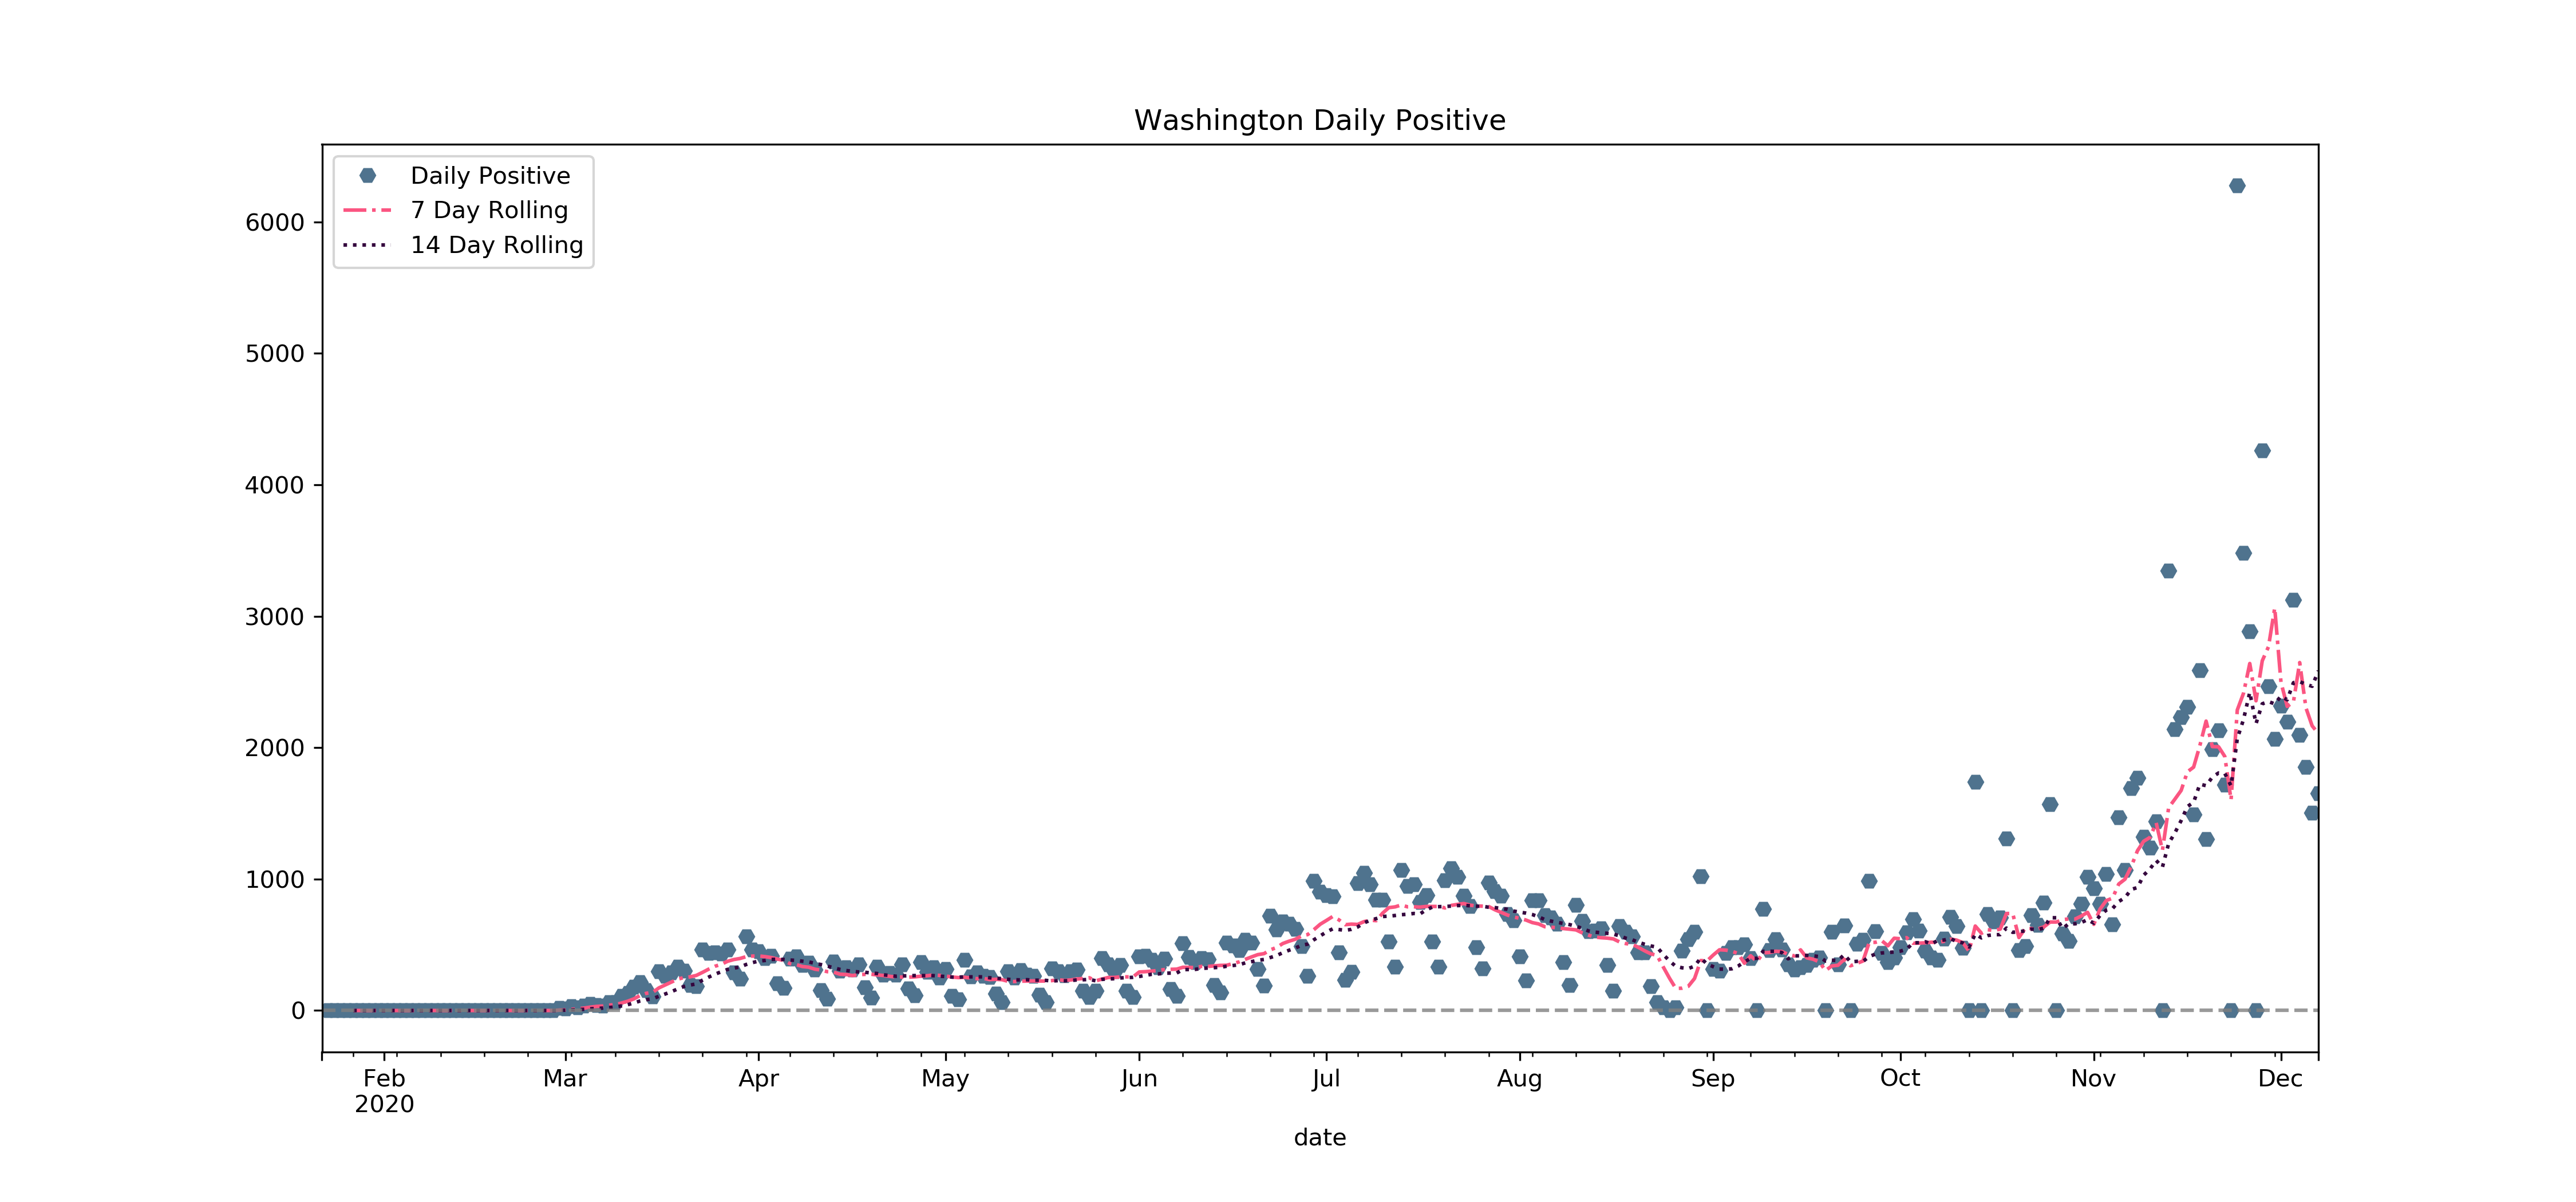 Washington Daily Positive
Daily Positive
7 Day Rolling
14 Day Rolling
6000
5000
4000
3000
2000
1000
0
Feb Mar Apr May Jun Jul Aug Sep Oct Nov Dec
2020
date